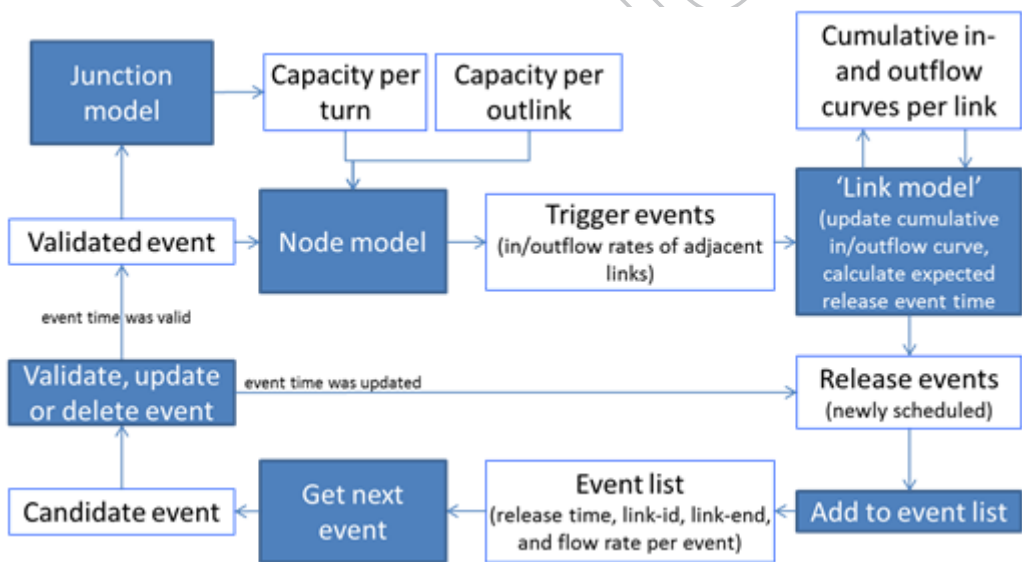 Junction
model
Capacity per
turn
Capacity per
outlink
Cumulative in-
and outflow
curves per link
Validated event
Node model
Trigger events
(in/outflow rates of adjacent
links)
'Link model'
(update cumulative
in/outflow curve,
calculate expected
release event time
event time was valid
Validate, update
or delete event
event time was updated
Release events
(newly scheduled)
Candidate event
Get next
event
Event list
(release time, link-id, link-end,
and flow rate per event)
Add to event list